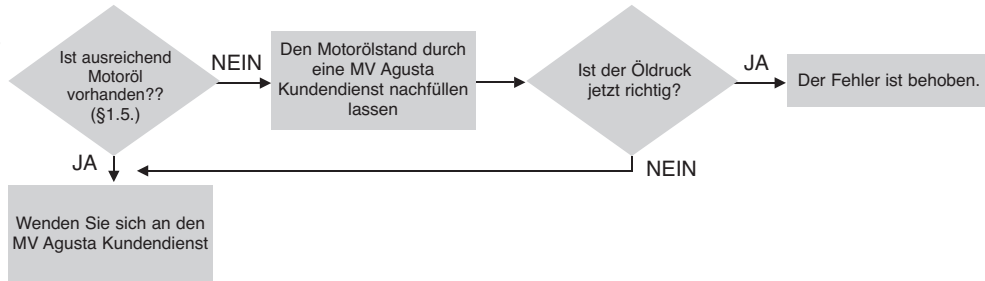 Ist ausreichend
Motoröl
vorhanden??
(§1.5.)
NEIN
Den Motorölstand durch
eine MV Agusta
Kundendienst nachfüllen
lassen
Ist der Öldruck
jetzt richtig?
JA
Der Fehler ist behoben.
JA
NEIN
Wenden Sie sich an den
MV Agusta Kundendienst